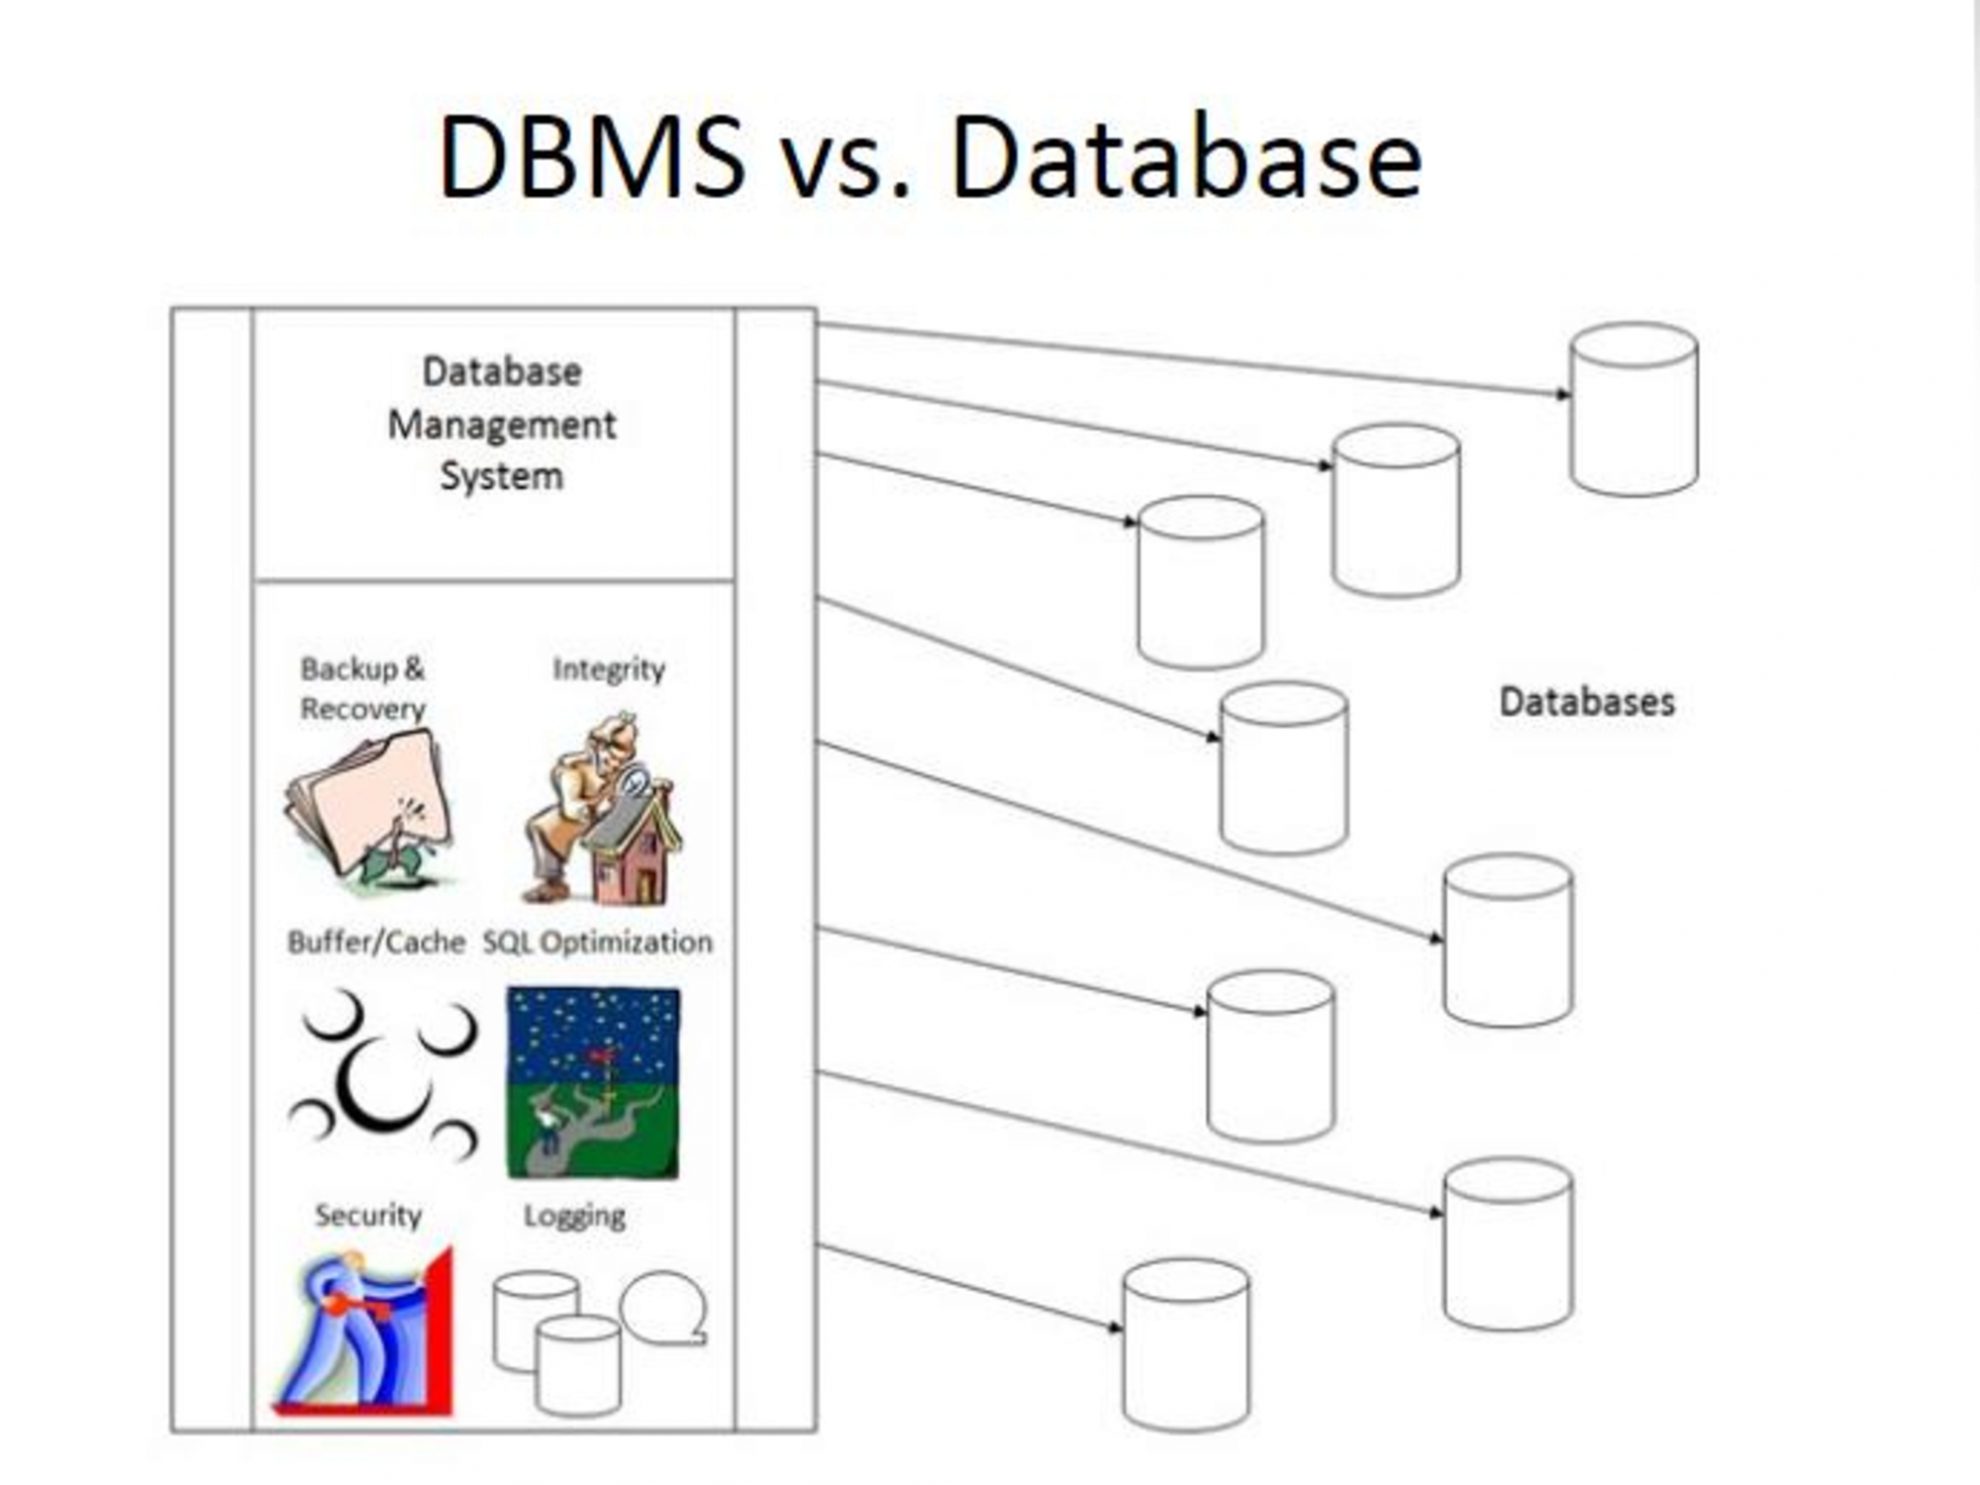 DBMS vs. Database
Database
Management
System
Backup &
Recovery
Integrity
Databases
Buffer/Cache
SQL Optimization
Security
Logging